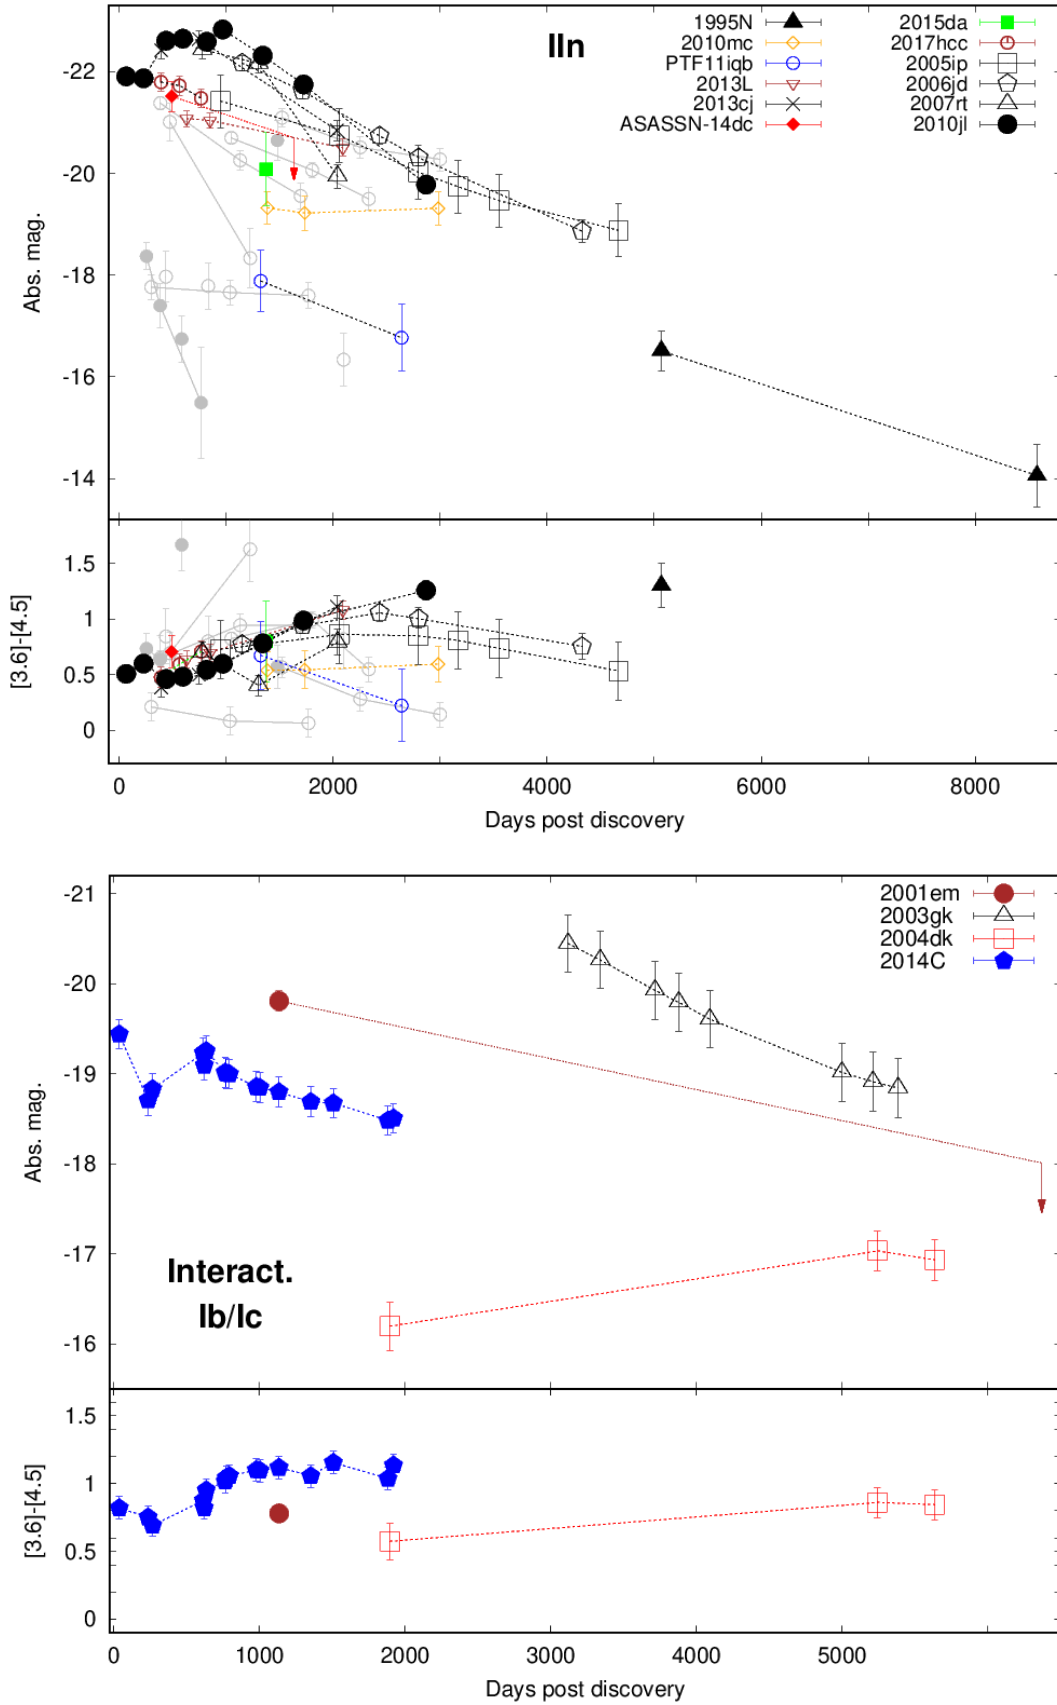 IIn
1995N
2010mc
PTF11iqb
2013L
2013cj
ASASSN-14dc
2015da
2017hcc
2005ip
2006jd
2007rt
2010jl
Abs. mag.
-22
-20
-18
-16
-14
[3.6]-[4.5]
1.5
1
0.5
0
0 2000 4000 6000 8000
Days post discovery
2001em
2003gk
2004dk
2014C
Interact.
Ib/Ic
Abs. mag.
-21
-20
-19
-18
-17
-16
[3.6]-[4.5]
1.5
1
0.5
0
0 1000 2000 3000 4000 5000
Days post discovery